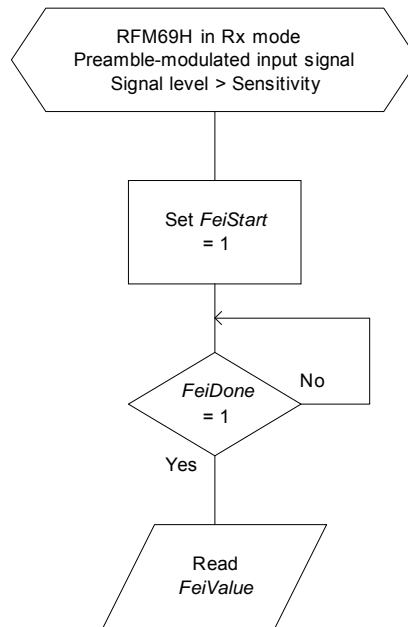 RFM69H in Rx mode
Preamble-modulated input signal
Signal level > Sensitivity
Set FeiStart
= 1
FeiDone
= 1
No
Yes
Read
FeiValue